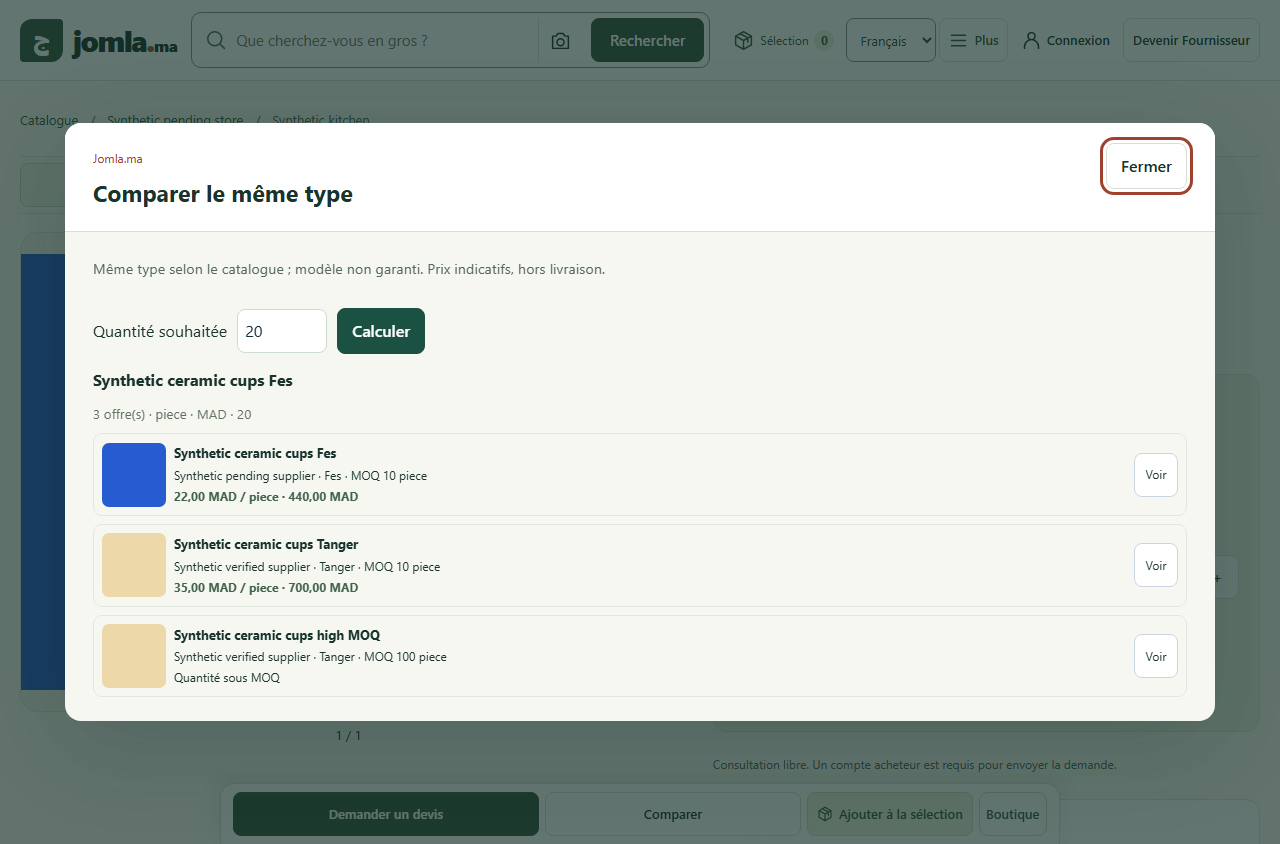 ج jomla.ma
Que cherchez-vous en gros ?
Rechercher
Sélection 0
Français
Plus
Connexion
Devenir Fournisseur
Catalogue / Synthetic pending store / Synthetic kitchen
Jomla.ma
Comparer le même type
Fermer
Même type selon le catalogue ; modèle non garanti. Prix indicatifs, hors livraison.
Quantité souhaitée 20 Calculer
Synthetic ceramic cups Fes
3 offre(s) · piece · MAD · 20
Synthetic ceramic cups Fes
Synthetic pending supplier · Fes · MOQ 10 piece
22,00 MAD / piece · 440,00 MAD
Voir
Synthetic ceramic cups Tanger
Synthetic verified supplier · Tanger · MOQ 10 piece
35,00 MAD / piece · 700,00 MAD
Voir
+
Synthetic ceramic cups high MOQ
Synthetic verified supplier · Tanger · MOQ 100 piece
Quantité sous MOQ
Voir
1 / 1
Consultation libre. Un compte acheteur est requis pour envoyer la demande.
Demander un devis
Comparer
Ajouter à la sélection
Boutique